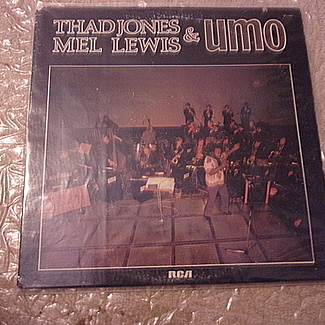 THAD JONES
MEL LEWIS & umo
RCA